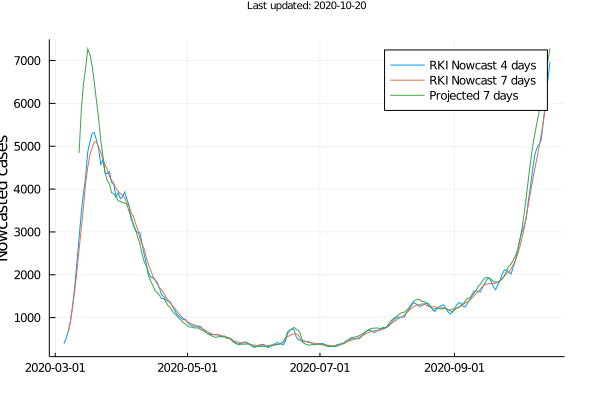 Last updated: 2020-10-20
7000
6000
5000
4000
3000
2000
1000
Nowcasted cases
RKI Nowcast 4 days
RKI Nowcast 7 days
Projected 7 days
2020-03-01
2020-05-01
2020-07-01
2020-09-01